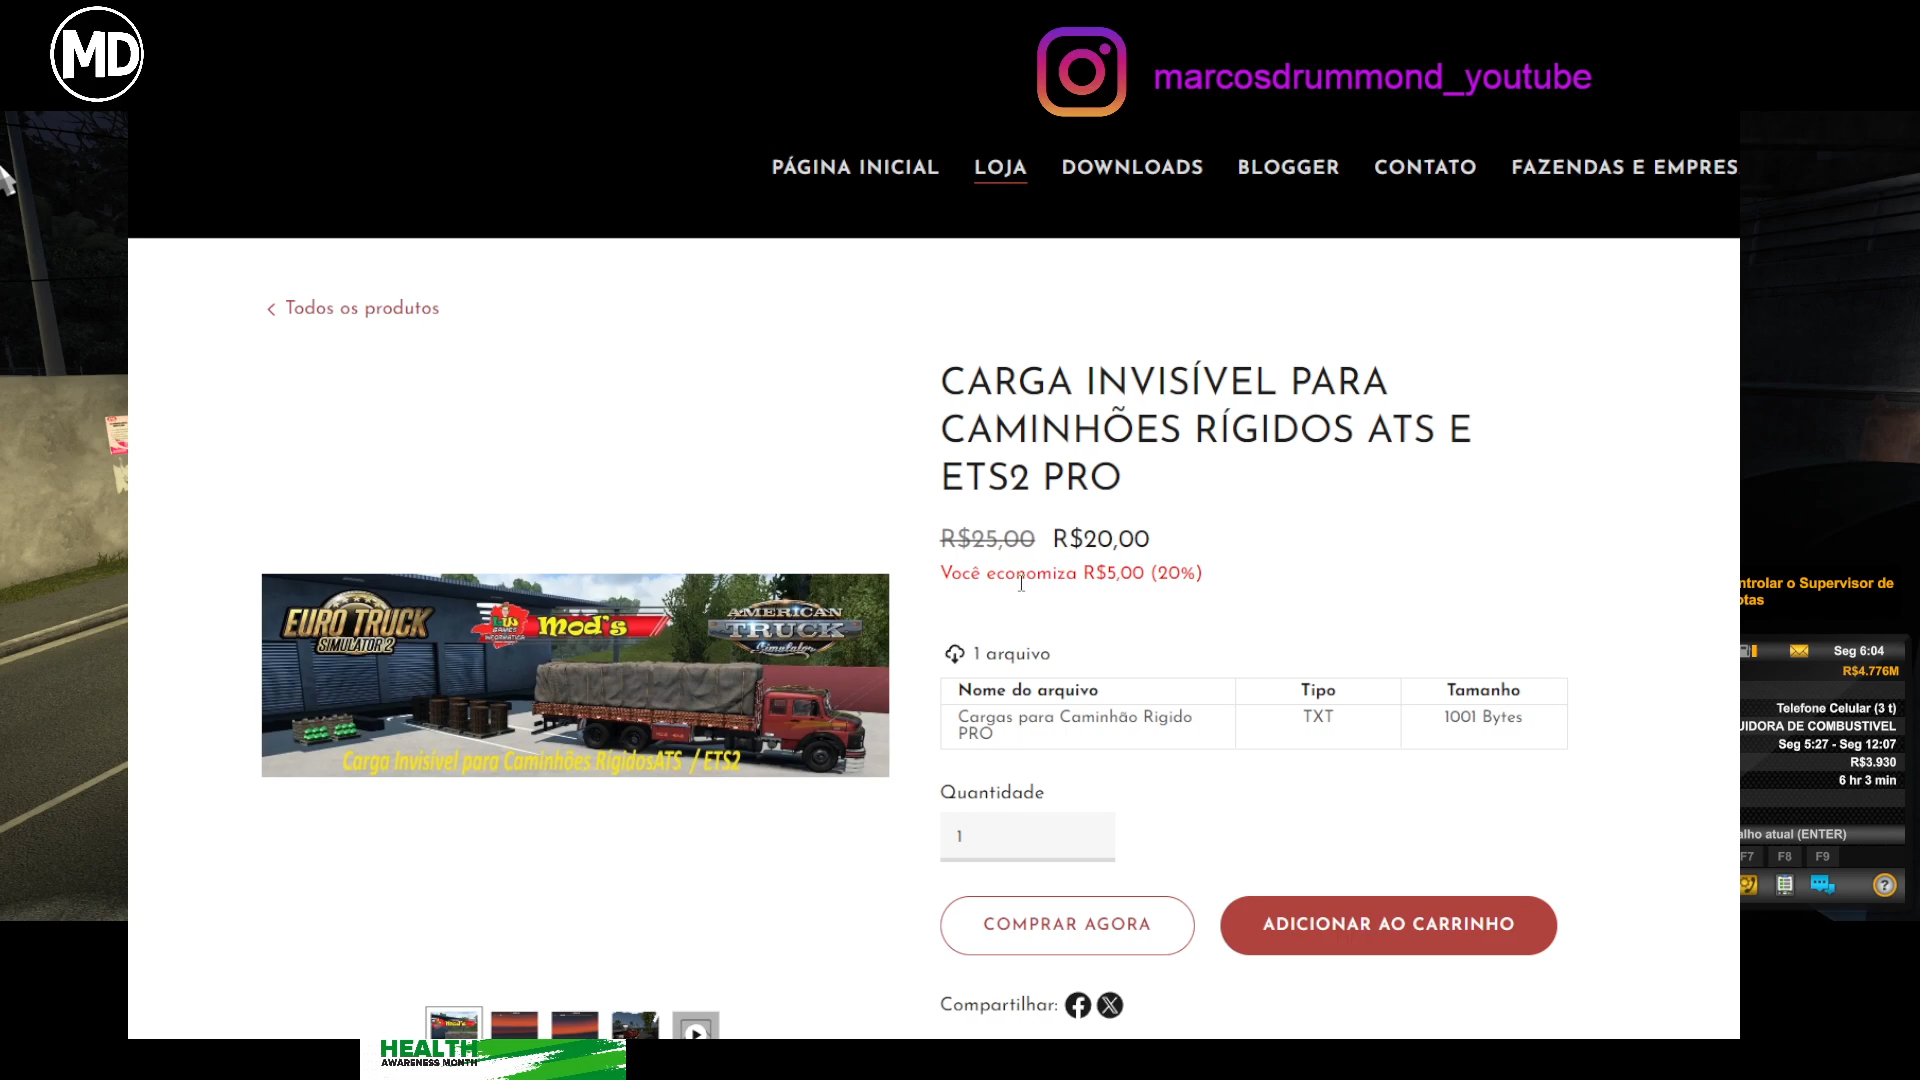 MD
marcosdrummond_youtube
PÁGINA INICIAL LOJA DOWNLOADS BLOGGER CONTATO FAZENDAS E EMPRES
Todos os produtos
CARGA INVISÍVEL PARA
CAMINHÕES RÍGIDOS ATS E
ETS2 PRO
R$25,00 R$20,00
Você economiza R$5,00 (20%)
EURO TRUCK
SIMULATOR 2
GAMES
INFORMÁTICA
Mod's
AMERICAN
TRUCK
Simulator
Carga Invisível para Caminhões RígidosATS / ETS2
1 arquivo
Nome do arquivo Tipo Tamanho
Cargas para Caminhão Rigido
PRO
TXT 1001 Bytes
Quantidade
1
COMPRAR AGORA ADICIONAR AO CARRINHO
Compartilhar:
ntrolar o Supervisor de
otas
Seg 6:04
R$4.776M
Telefone Celular (3 t)
UIDORA DE COMBUSTIVEL
Seg 5:27 - Seg 12:07
R$3.930
6 hr 3 min
alho atual (ENTER)
F7 F8 F9
?
HEALTH
AWARENESS MONTH